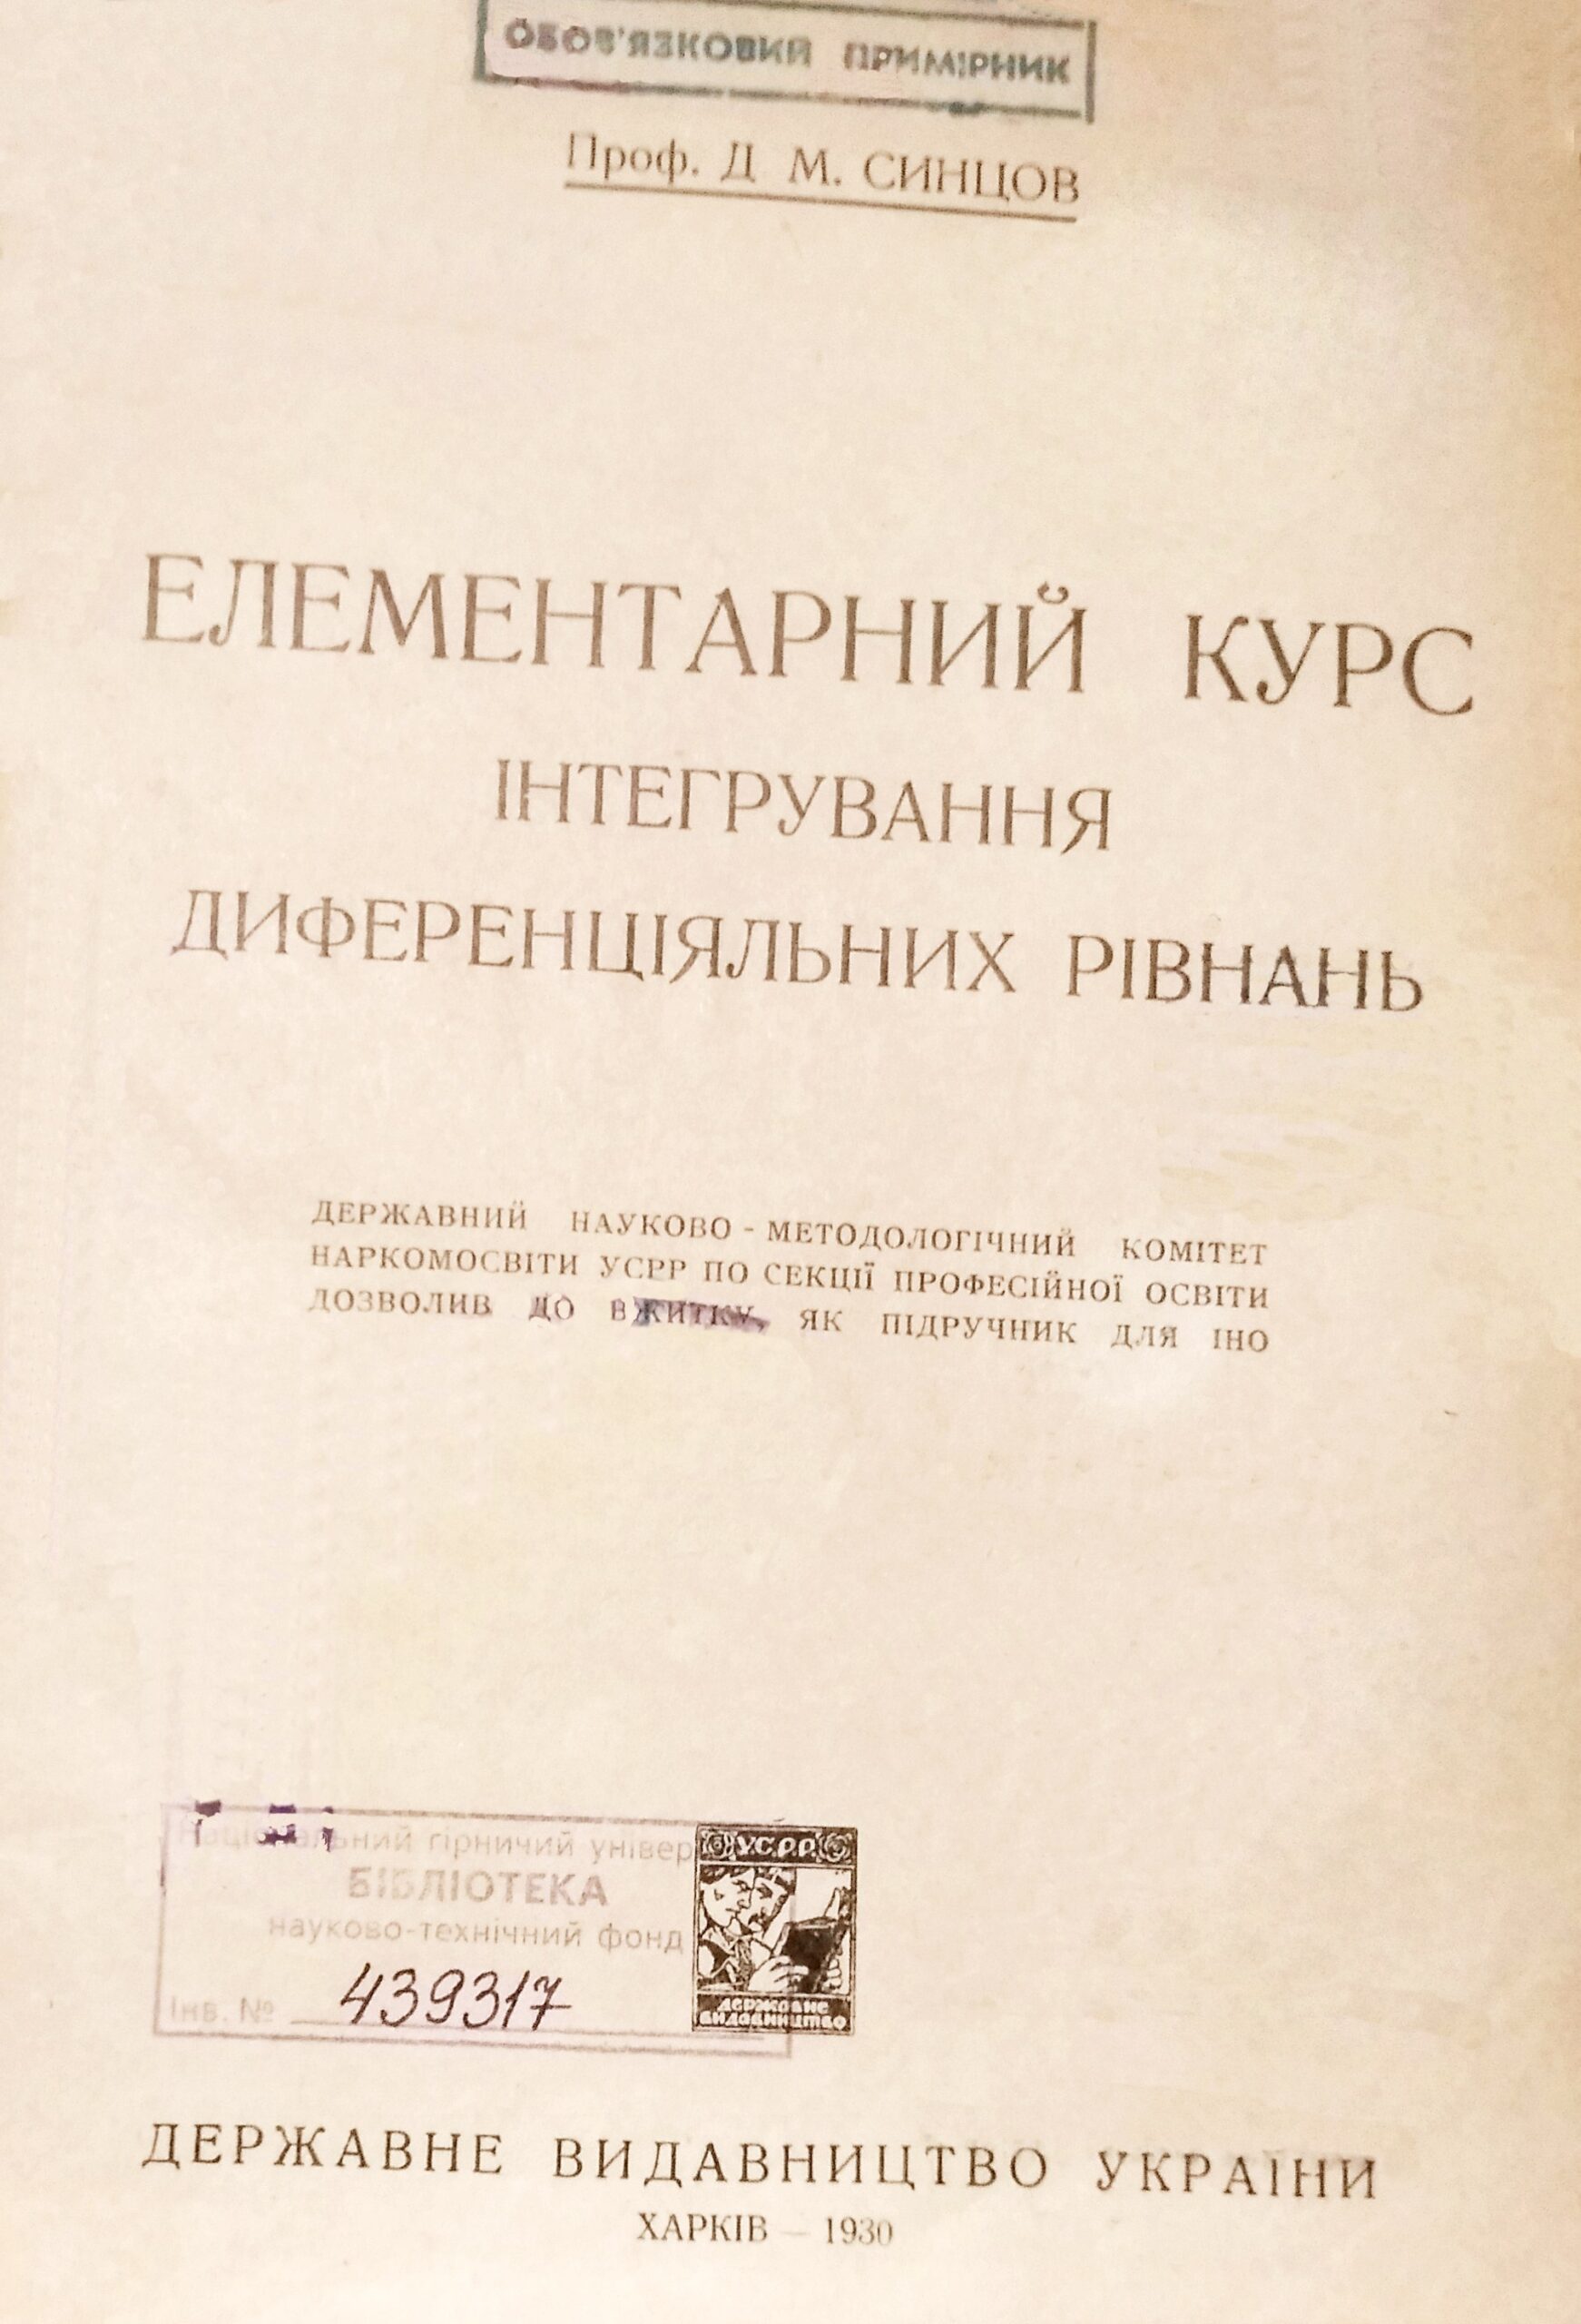 ОБОВ'ЯЗКОВИЙ ПРИМІРНИК
Проф. Д М. СИНЦОВ
ЕЛЕМЕНТАРНИЙ КУРС
ІНТЕГРУВАННЯ
ДИФЕРЕНЦІЯЛЬНИХ РІВНАНЬ
ДЕРЖАВНИЙ НАУКОВО - МЕТОДОЛОГІЧНИЙ КОМІТЕТ
НАРКОМОСВІТИ УСРР ПО СЕКЦІЇ ПРОФЕСІЙНОЇ ОСВІТИ
ДОЗВОЛИВ ДО ВЖИТКУ, ЯК ПІДРУЧНИК ДЛЯ ІНО
Національний гірничий універ
БІБЛІОТЕКА
науково-технічний фонд
Інв. № 439317
У.С.Р.Р.
ДЕРЖАВНЕ
ВИДАВНИЦТВО
ДЕРЖАВНЕ ВИДАВНИЦТВО УКРАЇНИ
ХАРКІВ – 1930